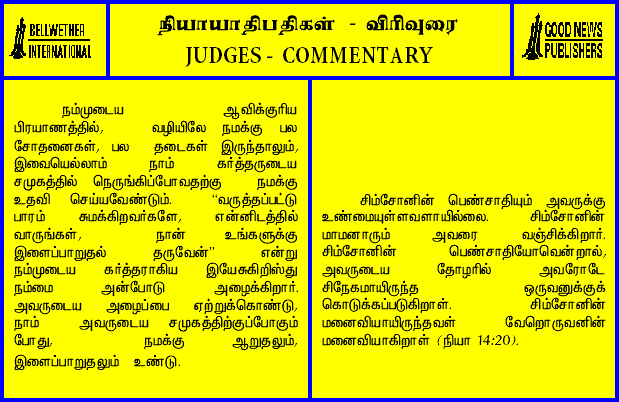 BELLWETHER
INTERNATIONAL
நியாயாதிபதிகள் - விரிவுரை
JUDGES - COMMENTARY
GOOD NEWS
PUBLISHERS
நம்முடைய ஆவிக்குரிய
பிரயாணத்தில், வழியிலே நமக்கு பல
சோதனைகள், பல தடைகள் இருந்தாலும்,
இவையெல்லாம் நாம் கர்த்தருடைய
சமுகத்தில் நெருங்கிப்போவதற்கு நமக்கு
உதவி செய்யவேண்டும். “வருத்தப்பட்டு
பாரம் சுமக்கிறவர்களே, என்னிடத்தில்
வாருங்கள், நான் உங்களுக்கு
இளைப்பாறுதல் தருவேன்” என்று
நம்முடைய கர்த்தராகிய இயேசுகிறிஸ்து
நம்மை அன்போடு அழைக்கிறார்.
அவருடைய அழைப்பை ஏற்றுக்கொண்டு,
நாம் அவருடைய சமுகத்திற்குப்போகும்
போது, நமக்கு ஆறுதலும்,
இளைப்பாறுதலும் உண்டு.
சிம்சோனின் பெண்சாதியும் அவருக்கு
உண்மையுள்ளவளாயில்லை. சிம்சோனின்
மாமனாரும் அவரை வஞ்சிக்கிறார்.
சிம்சோனின் பெண்சாதியோவென்றால்,
அவருடைய தோழரில் அவரோடே
சிநேகமாயிருந்த ஒருவனுக்குக்
கொடுக்கப்படுகிறாள். சிம்சோனின்
மனைவியாயிருந்தவள் வேறொருவனின்
மனைவியாகிறாள் (நியா 14:20).